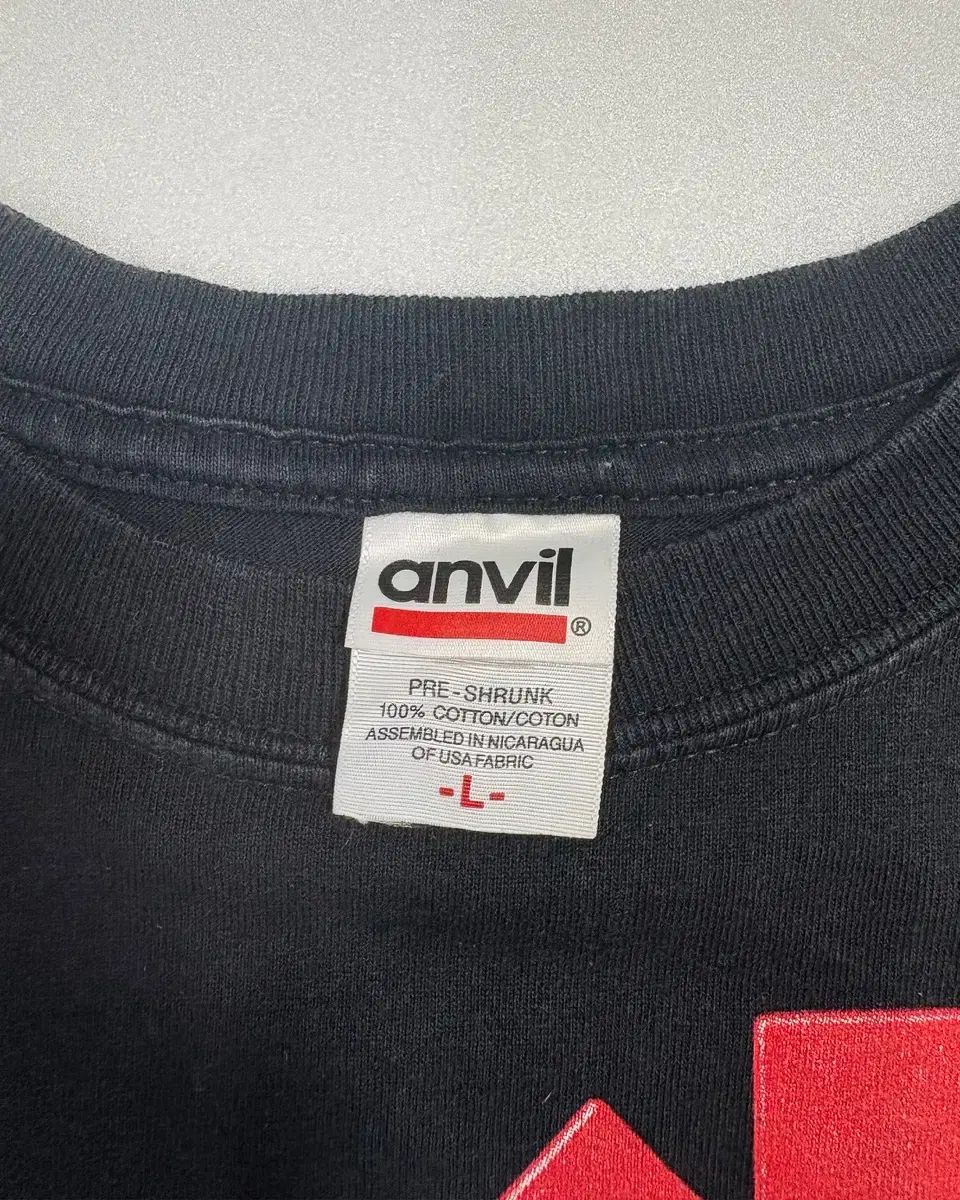 anvil
®
PRE-SHRUNK
100% COTTON/COTON
ASSEMBLED IN NICARAGUA
OF USA FABRIC
-L-